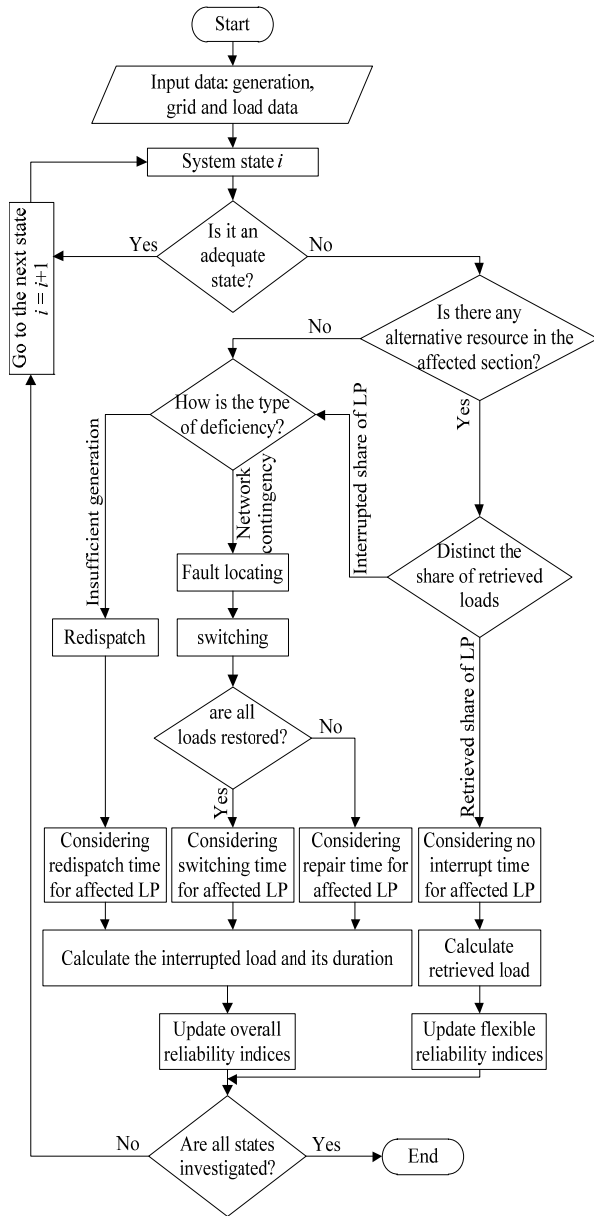 Start
Input data: generation,
grid and load data
System state i
Go to the next state
i = i+1
Yes
Is it an
adequate
state?
No
Is there any
alternative resource in the
affected section?
No
Yes
How is the type
of deficiency?
Insufficient generation
Network
contingency
Interrupted share of LP
Distinct the
share of retrieved
loads
Fault locating
Redispatch
switching
Retrieved share of LP
are all
loads restored?
No
Yes
Considering
redispatch time
for affected LP
Considering
switching time
for affected LP
Considering
repair time for
affected LP
Considering no
interrupt time
for affected LP
Calculate the interrupted load and its duration
Calculate
retrieved load
Update overall
reliability indices
Update flexible
reliability indices
No
Are all states
investigated?
Yes
End